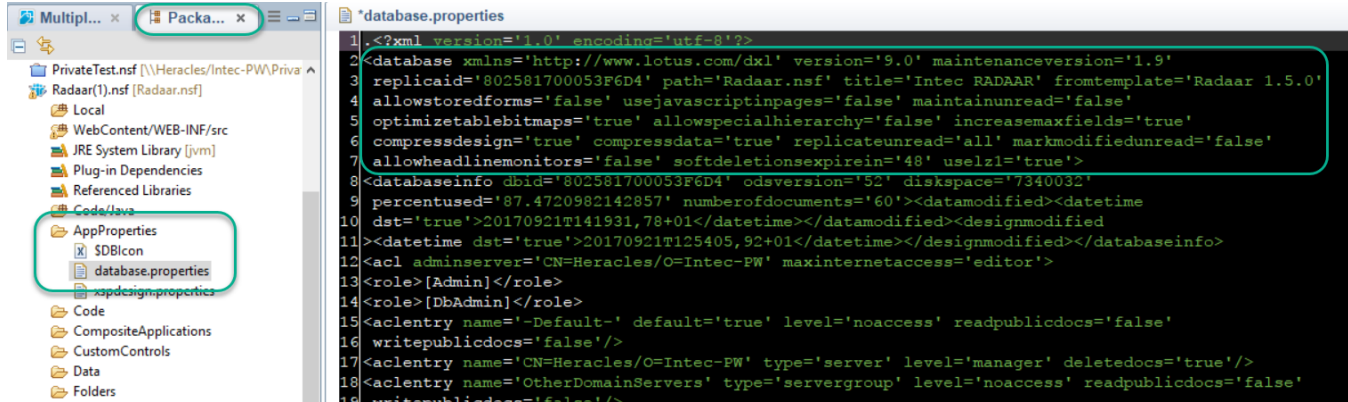 Multipl... ×
Packa... ×
*database.properties
PrivateTest.nsf [\\Heracles/Intec-PW\Priva
Radaar(1).nsf [Radaar.nsf]
Local
WebContent/WEB-INF/src
JRE System Library [jvm]
Plug-in Dependencies
Referenced Libraries
Code/Java
AppProperties
$DBIcon
database.properties
xspdesign.properties
Code
CompositeApplications
CustomControls
Data
Folders
1 .<?xml version='1.0' encoding='utf-8'?>
2 <database xmlns='http://www.lotus.com/dxl' version='9.0' maintenanceversion='1.9'
3 replicaid='802581700053F6D4' path='Radaar.nsf' title='Intec RADAAR' fromtemplate='Radaar 1.5.0'
4 allowstoredforms='false' usejavascriptinpages='false' maintainunread='false'
5 optimizetablebitmaps='true' allowspecialhierarchy='false' increasemaxfields='true'
6 compressdesign='true' compressdata='true' replicateunread='all' markmodifiedunread='false'
7 allowheadlinemonitors='false' softdeletionsexpirein='48' uselz1='true'>
8 <databaseinfo dbid='802581700053F6D4' odsversion='52' diskspace='7340032'
9 percentused='87.4720982142857' numberofdocuments='60'><datamodified><datetime
10 dst='true'>20170921T141931,78+01</datetime></datamodified><designmodified
11 ><datetime dst='true'>20170921T125405,92+01</datetime></designmodified></databaseinfo>
12 <acl adminserver='CN=Heracles/O=Intec-PW' maxinternetaccess='editor'>
13 <role>[Admin]</role>
14 <role>[DbAdmin]</role>
15 <aclentry name='-Default-' default='true' level='noaccess' readpublicdocs='false'
16 writepublicdocs='false'/>
17 <aclentry name='CN=Heracles/O=Intec-PW' type='server' level='manager' deletedocs='true'/>
18 <aclentry name='OtherDomainServers' type='servergroup' level='noaccess' readpublicdocs='false'
19 writepublicdocs='false'/>